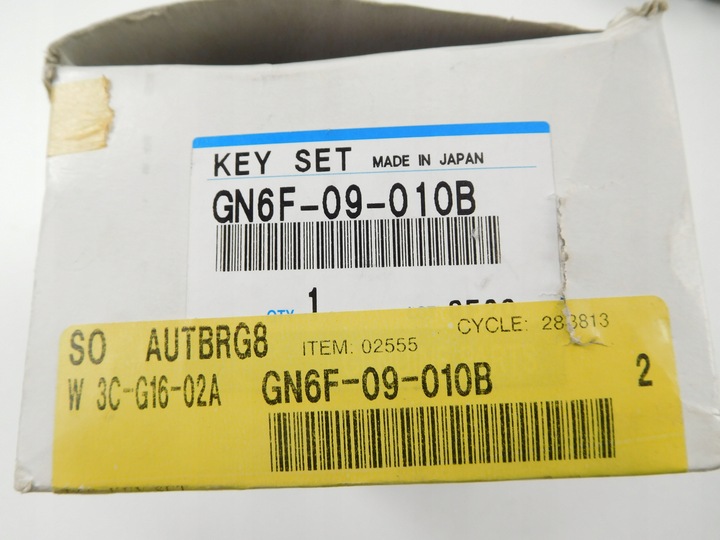 KEY SET MADE IN JAPAN
GN6F-09-010B
QTY 1
SO AUTBRG8 ITEM: 02555 CYCLE: 283813
W 3C-G16-02A GN6F-09-010B 2